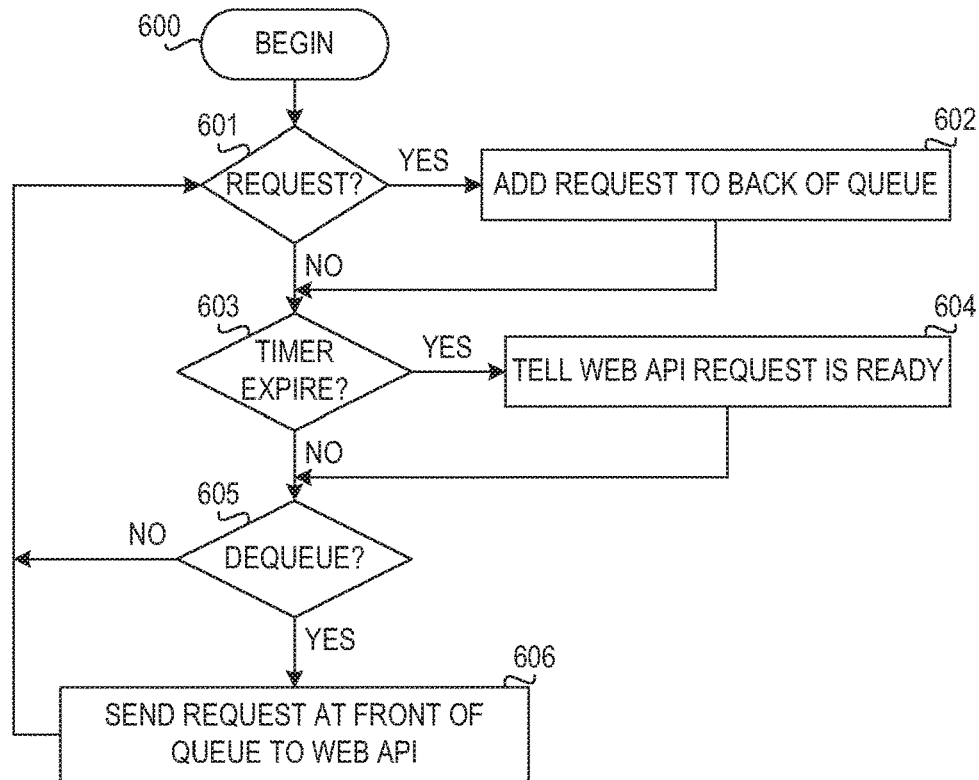 600
BEGIN
601
REQUEST?
YES
602
ADD REQUEST TO BACK OF QUEUE
NO
603
TIMER
EXPIRE?
YES
604
TELL WEB API REQUEST IS READY
NO
605
DEQUEUE?
NO
YES
606
SEND REQUEST AT FRONT OF
QUEUE TO WEB API